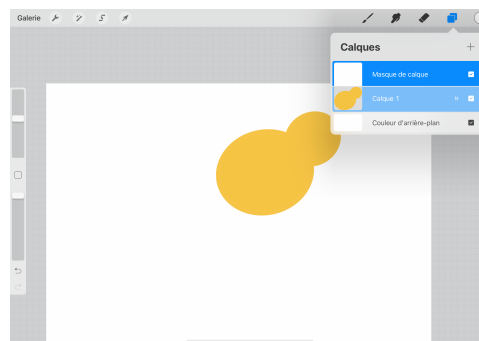 Galerie
Calques
Masque de calque
Calque 1
Couleur d'arrière-plan